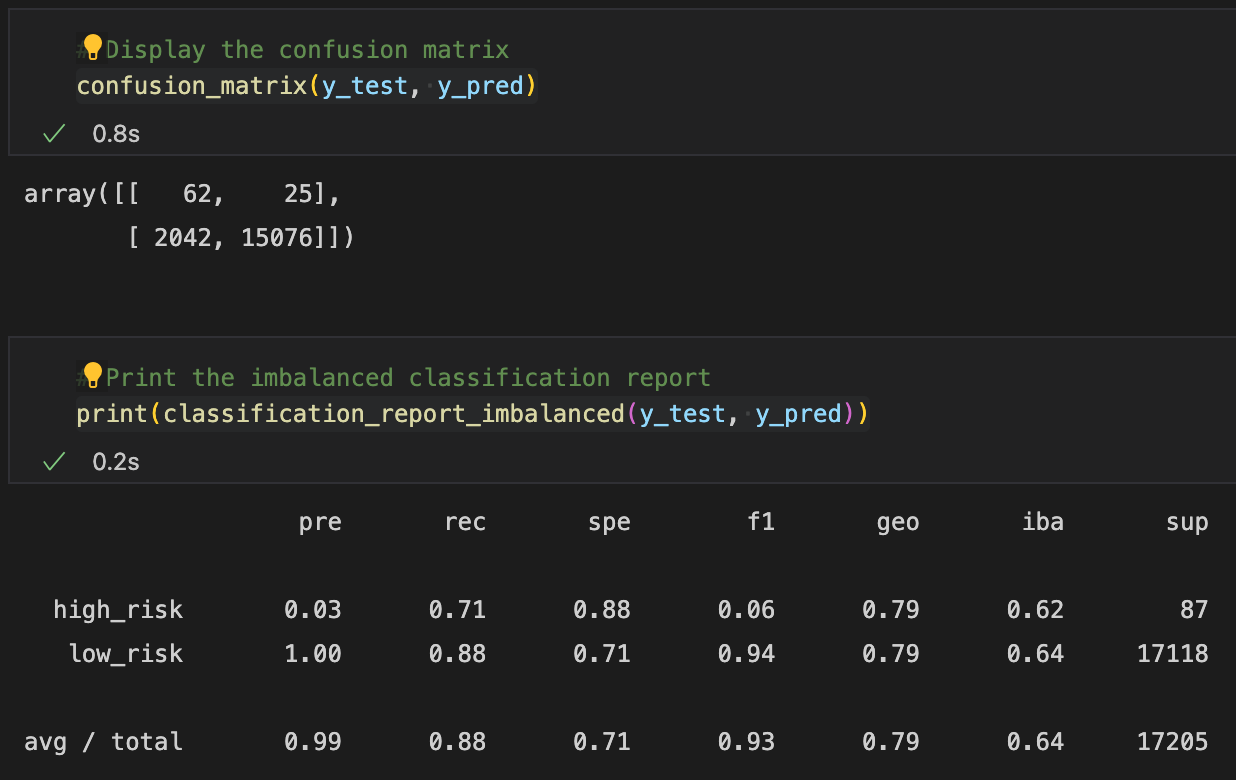 # Display the confusion matrix
confusion_matrix(y_test, y_pred)
0.8s
array([[   62,    25],
       [ 2042, 15076]])
# Print the imbalanced classification report
print(classification_report_imbalanced(y_test, y_pred))
0.2s
pre rec spe f1 geo iba sup
high_risk 0.03 0.71 0.88 0.06 0.79 0.62 87
low_risk 1.00 0.88 0.71 0.94 0.79 0.64 17118
avg / total 0.99 0.88 0.71 0.93 0.79 0.64 17205